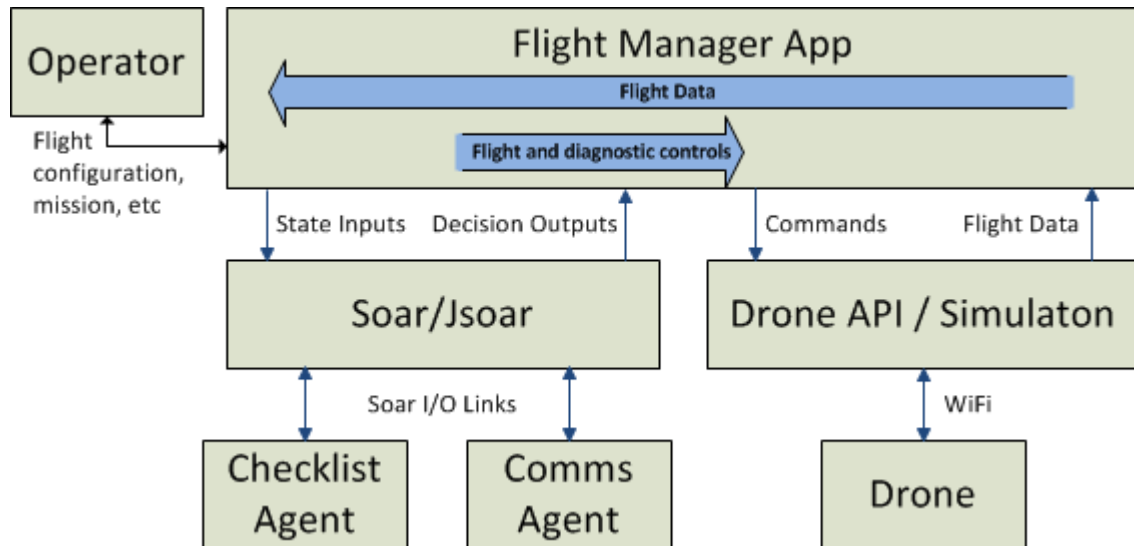 Operator
Flight Manager App
Flight Data
Flight and diagnostic controls
Flight
configuration,
mission, etc
State Inputs
Decision Outputs
Commands
Flight Data
Soar/Jsoar
Drone API / Simulaton
Soar I/O Links
WiFi
Checklist
Agent
Comms
Agent
Drone